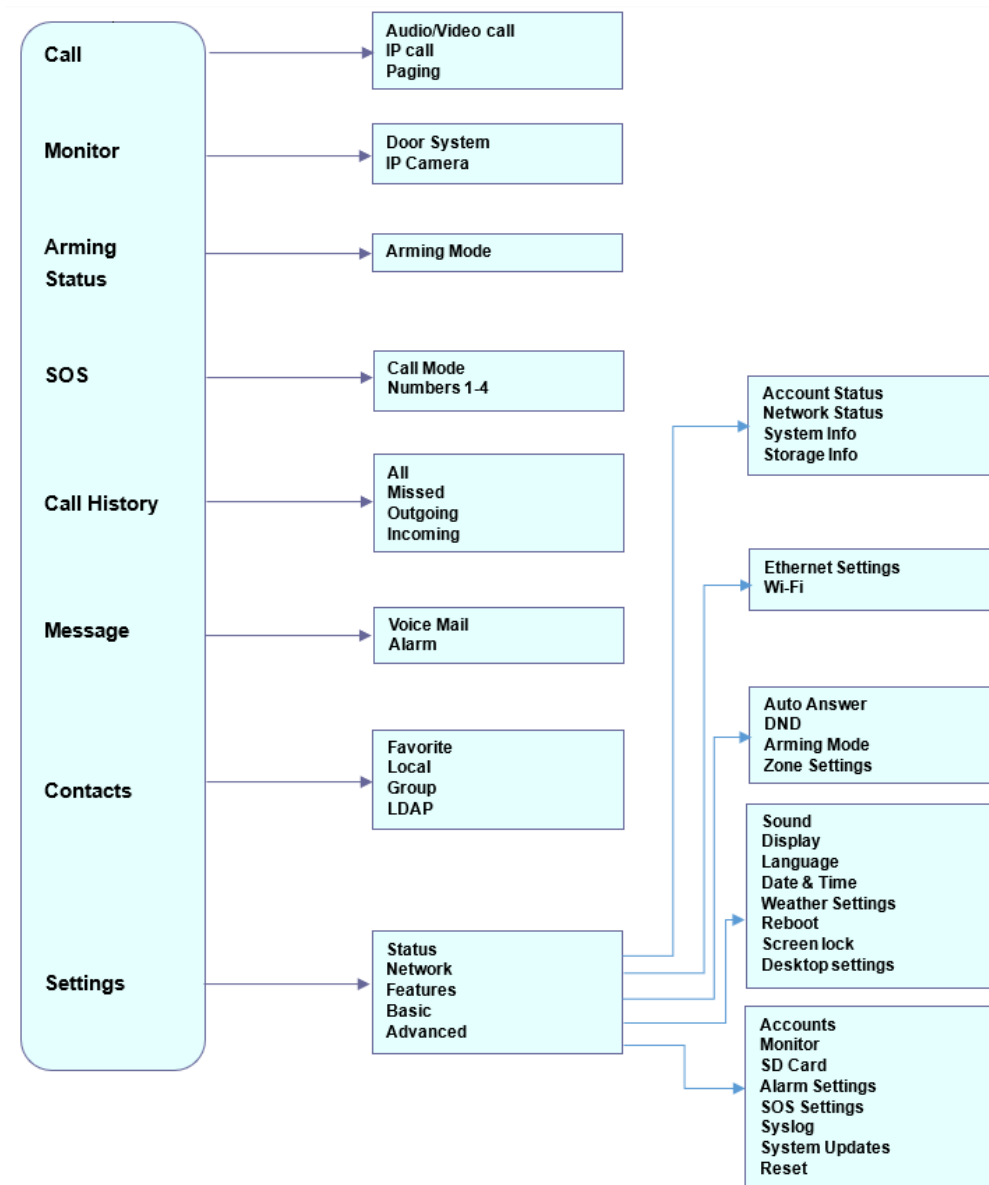 Call
Audio/Video call
IP call
Paging
Monitor
Door System
IP Camera
Arming
Status
Arming Mode
SOS
Call Mode
Numbers 1-4
Call History
All
Missed
Outgoing
Incoming
Message
Voice Mail
Alarm
Contacts
Favorite
Local
Group
LDAP
Settings
Status
Network
Features
Basic
Advanced
Account Status
Network Status
System Info
Storage Info
Ethernet Settings
Wi-Fi
Auto Answer
DND
Arming Mode
Zone Settings
Sound
Display
Language
Date & Time
Weather Settings
Reboot
Screen lock
Desktop settings
Accounts
Monitor
SD Card
Alarm Settings
SOS Settings
Syslog
System Updates
Reset